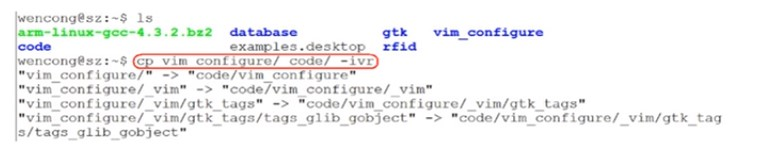 wencong@sz:~$ ls
arm-linux-gcc-4.3.2.bz2 database gtk vim_configure
code examples.desktop rfid
wencong@sz:~$ cp vim_configure/ code/ -ivr
"vim_configure/" -> "code/vim_configure"
"vim_configure/_vim" -> "code/vim_configure/_vim"
"vim_configure/_vim/gtk_tags" -> "code/vim_configure/_vim/gtk_tags"
"vim_configure/_vim/gtk_tags/tags_glib_gobject" -> "code/vim_configure/_vim/gtk_tag
s/tags_glib_gobject"